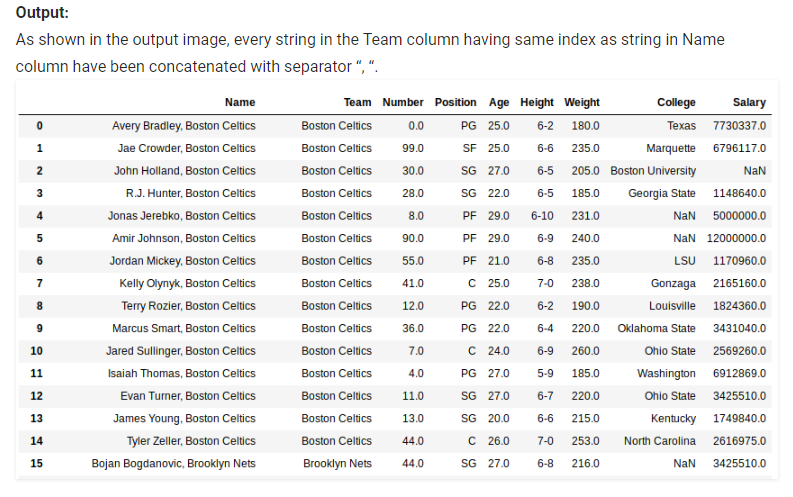 Output:
As shown in the output image, every string in the Team column having same index as string in Name
column have been concatenated with separator “, “.
Name Team Number Position Age Height Weight College Salary
0 Avery Bradley, Boston Celtics Boston Celtics 0.0 PG 25.0 6-2 180.0 Texas 7730337.0
1 Jae Crowder, Boston Celtics Boston Celtics 99.0 SF 25.0 6-6 235.0 Marquette 6796117.0
2 John Holland, Boston Celtics Boston Celtics 30.0 SG 27.0 6-5 205.0 Boston University NaN
3 R.J. Hunter, Boston Celtics Boston Celtics 28.0 SG 22.0 6-5 185.0 Georgia State 1148640.0
4 Jonas Jerebko, Boston Celtics Boston Celtics 8.0 PF 29.0 6-10 231.0 NaN 5000000.0
5 Amir Johnson, Boston Celtics Boston Celtics 90.0 PF 29.0 6-9 240.0 NaN 12000000.0
6 Jordan Mickey, Boston Celtics Boston Celtics 55.0 PF 21.0 6-8 235.0 LSU 1170960.0
7 Kelly Olynyk, Boston Celtics Boston Celtics 41.0 C 25.0 7-0 238.0 Gonzaga 2165160.0
8 Terry Rozier, Boston Celtics Boston Celtics 12.0 PG 22.0 6-2 190.0 Louisville 1824360.0
9 Marcus Smart, Boston Celtics Boston Celtics 36.0 PG 22.0 6-4 220.0 Oklahoma State 3431040.0
10 Jared Sullinger, Boston Celtics Boston Celtics 7.0 C 24.0 6-9 260.0 Ohio State 2569260.0
11 Isaiah Thomas, Boston Celtics Boston Celtics 4.0 PG 27.0 5-9 185.0 Washington 6912869.0
12 Evan Turner, Boston Celtics Boston Celtics 11.0 SG 27.0 6-7 220.0 Ohio State 3425510.0
13 James Young, Boston Celtics Boston Celtics 13.0 SG 20.0 6-6 215.0 Kentucky 1749840.0
14 Tyler Zeller, Boston Celtics Boston Celtics 44.0 C 26.0 7-0 253.0 North Carolina 2616975.0
15 Bojan Bogdanovic, Brooklyn Nets Brooklyn Nets 44.0 SG 27.0 6-8 216.0 NaN 3425510.0